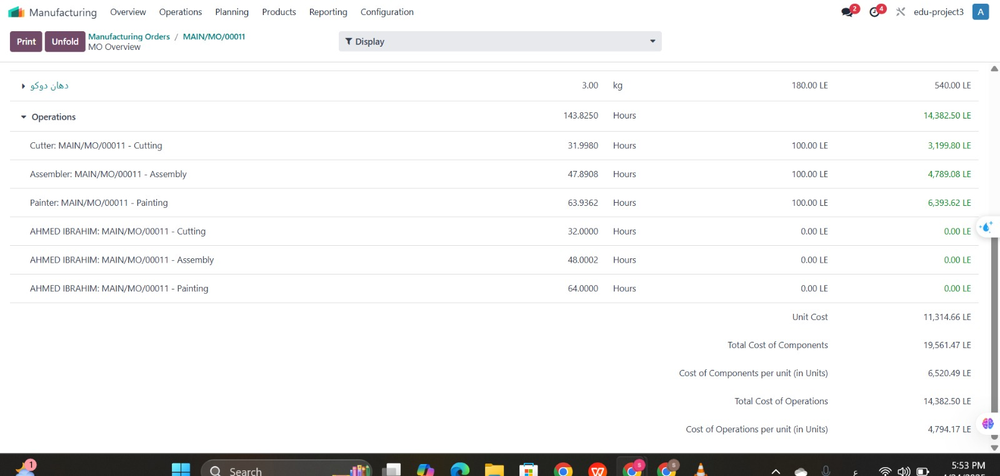 Manufacturing Overview Operations Planning Products Reporting Configuration 2 4 edu-project3 A
Print Unfold Manufacturing Orders / MAIN/MO/00011
MO Overview
Display
دهان دوكو 3.00 kg 180.00 LE 540.00 LE
Operations 143.8250 Hours 14,382.50 LE
Cutter: MAIN/MO/00011 - Cutting 31.9980 Hours 100.00 LE 3,199.80 LE
Assembler: MAIN/MO/00011 - Assembly 47.8908 Hours 100.00 LE 4,789.08 LE
Painter: MAIN/MO/00011 - Painting 63.9362 Hours 100.00 LE 6,393.62 LE
AHMED IBRAHIM: MAIN/MO/00011 - Cutting 32.0000 Hours 0.00 LE 0.00 LE
AHMED IBRAHIM: MAIN/MO/00011 - Assembly 48.0002 Hours 0.00 LE 0.00 LE
AHMED IBRAHIM: MAIN/MO/00011 - Painting 64.0000 Hours 0.00 LE 0.00 LE
Unit Cost 11,314.66 LE
Total Cost of Components 19,561.47 LE
Cost of Components per unit (in Units) 6,520.49 LE
Total Cost of Operations 14,382.50 LE
Cost of Operations per unit (in Units) 4,794.17 LE
1 Search W S S ع 5:53 PM